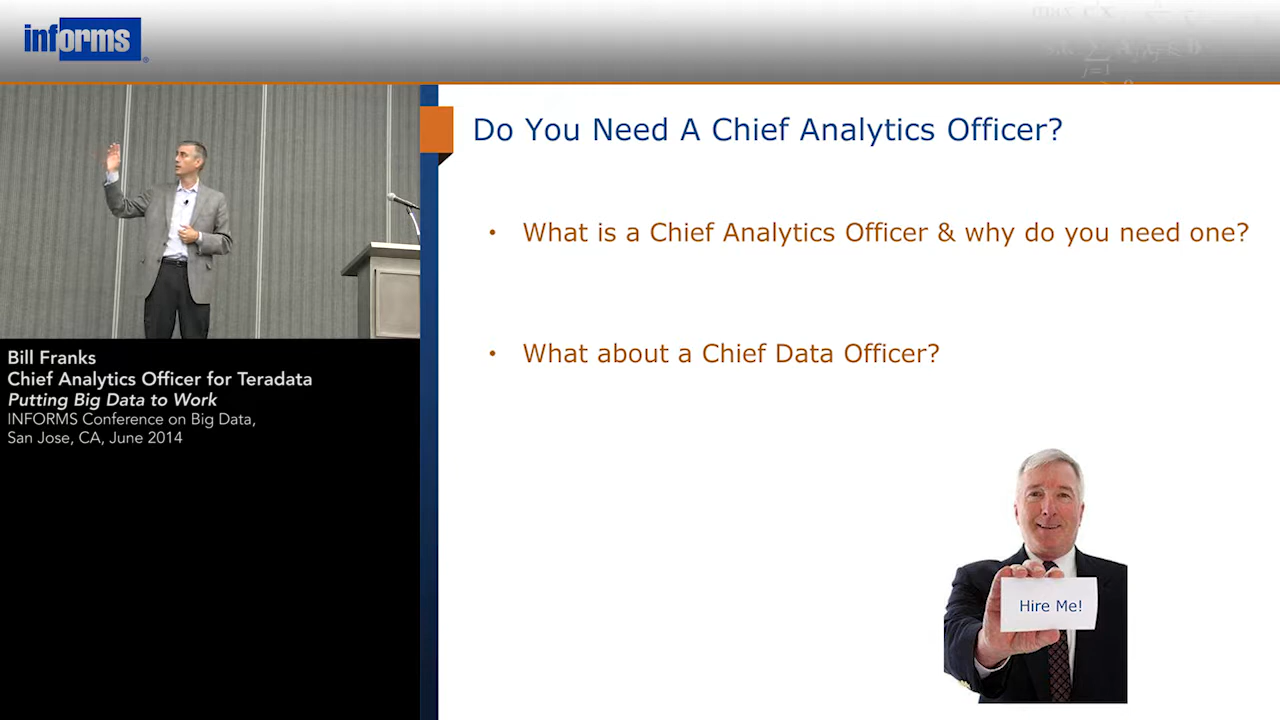 informs
Bill Franks
Chief Analytics Officer for Teradata
Putting Big Data to Work
INFORMS Conference on Big Data,
San Jose, CA, June 2014
Do You Need A Chief Analytics Officer?
• What is a Chief Analytics Officer & why do you need one?
• What about a Chief Data Officer?
Hire Me!